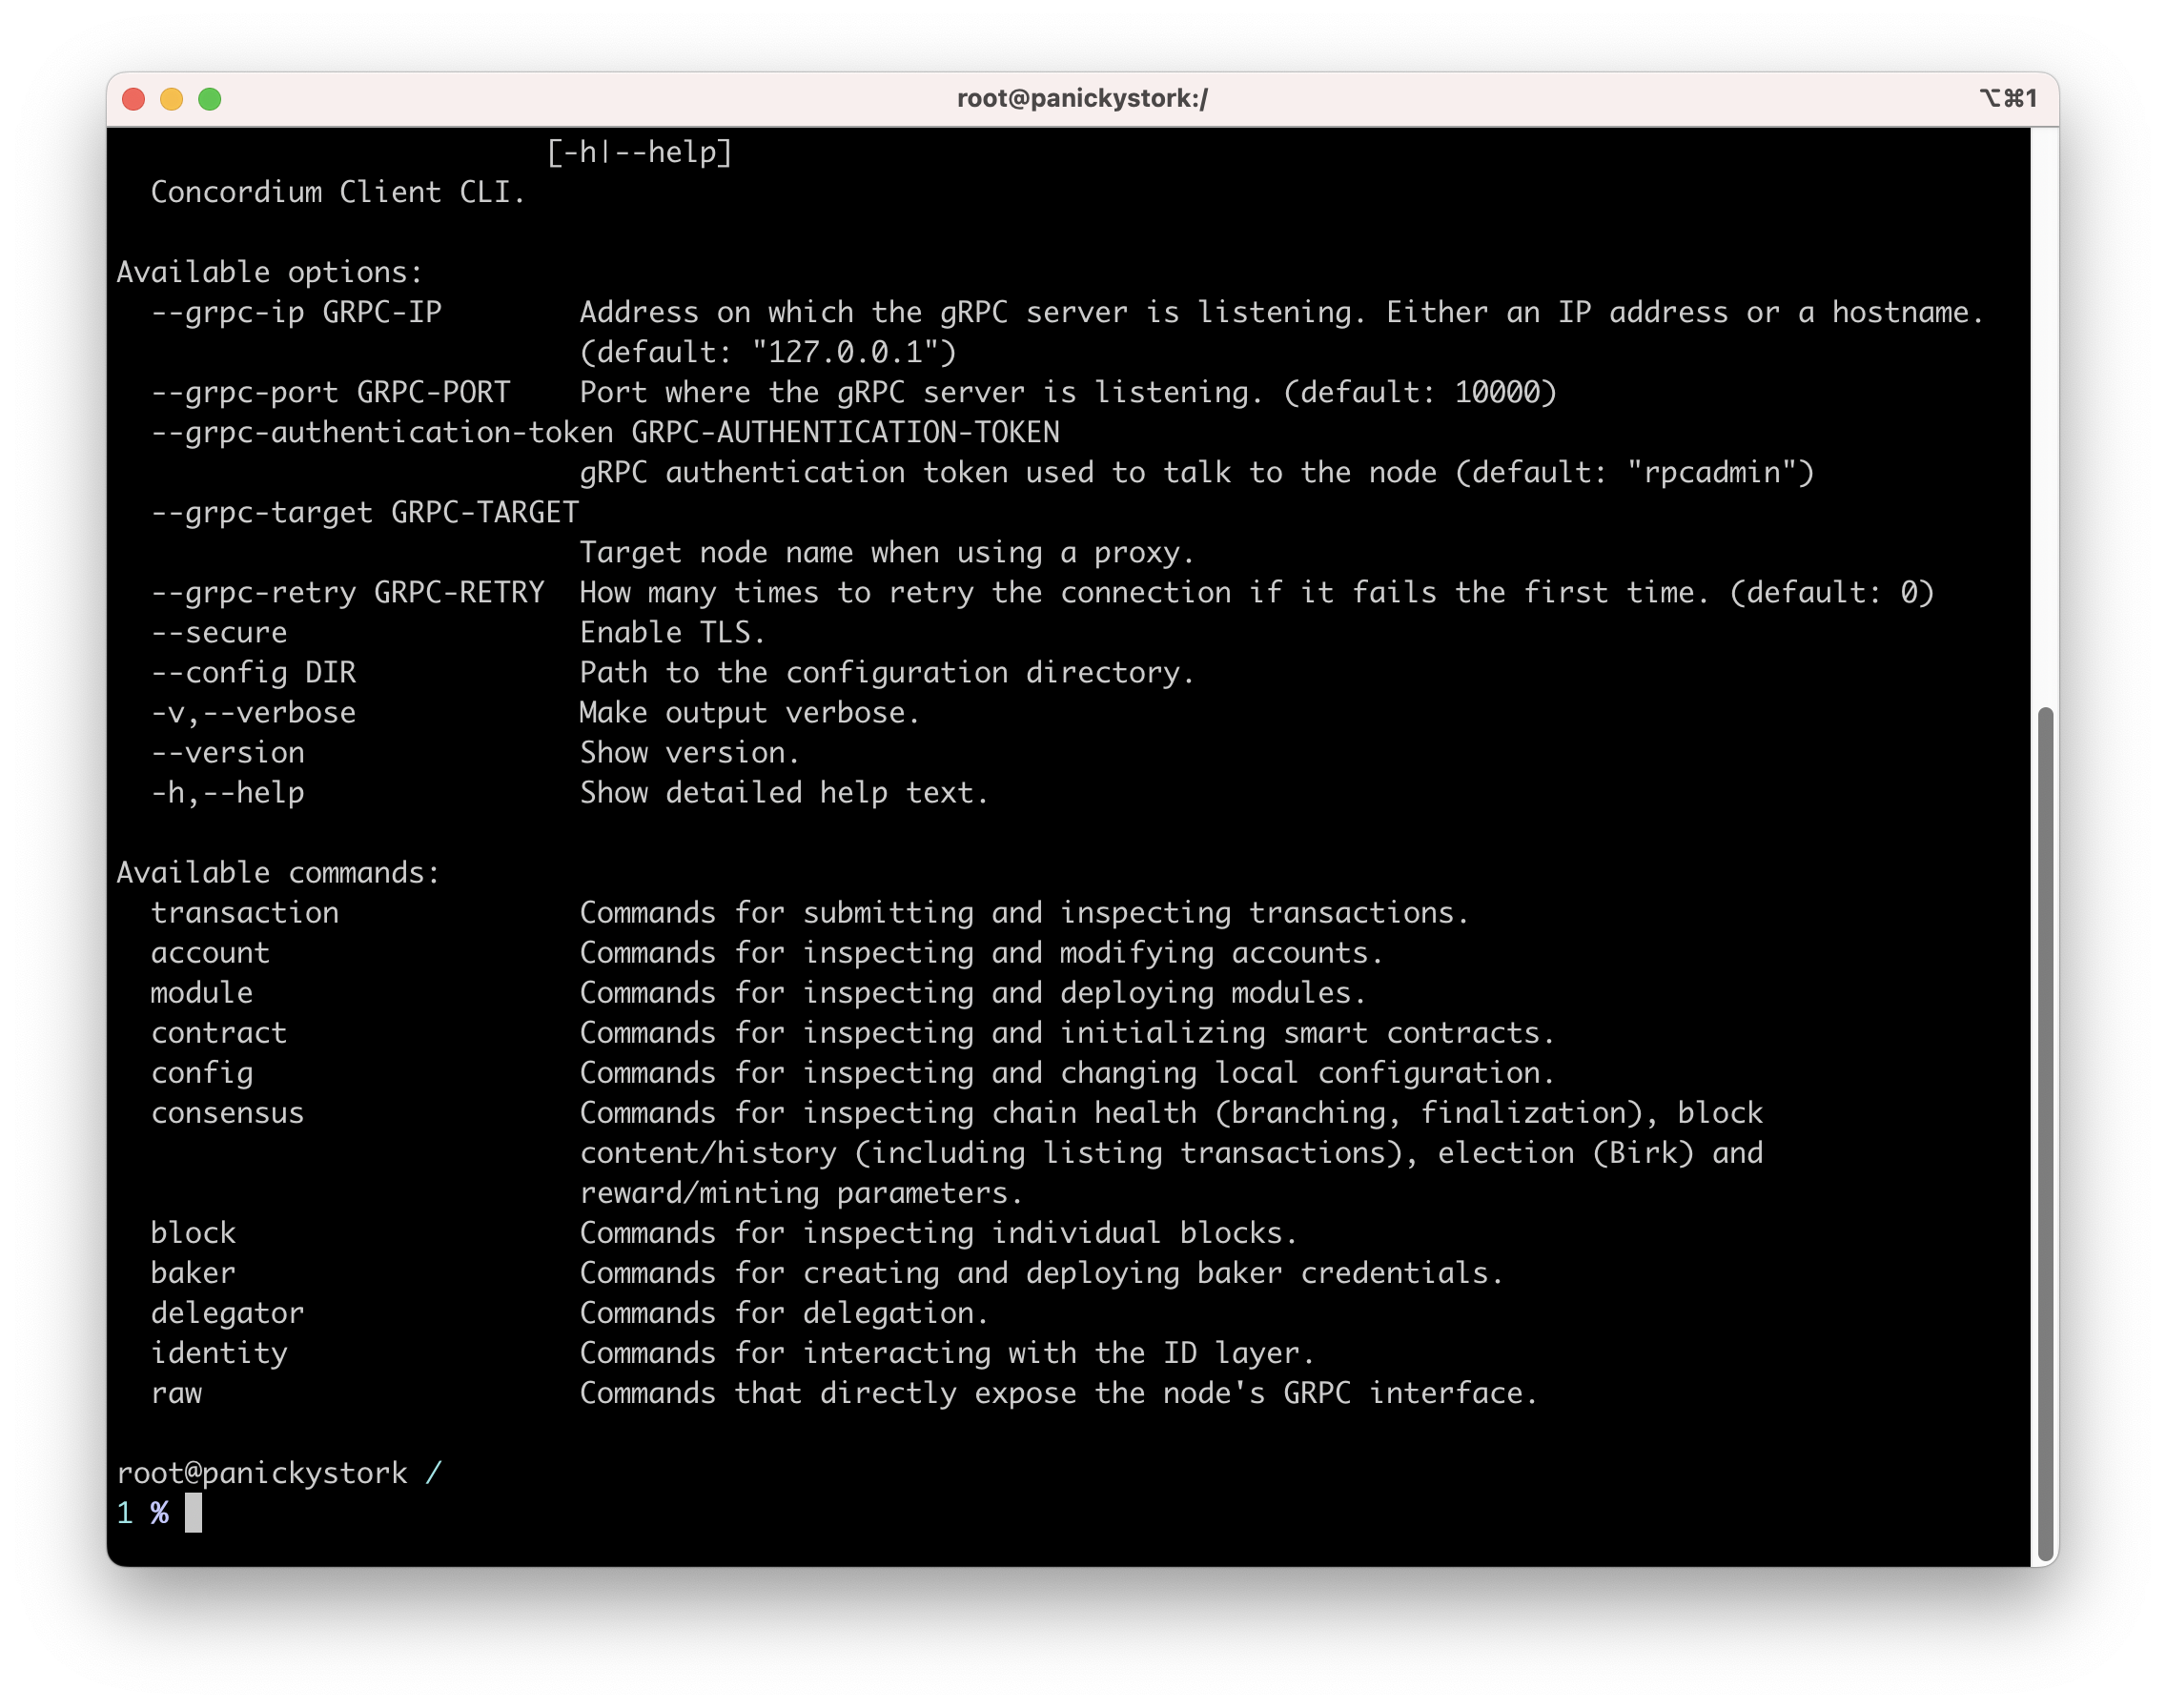 root@panickystork:/
⌥⌘1
[-h|--help]
Concordium Client CLI.
Available options:
--grpc-ip GRPC-IP Address on which the gRPC server is listening. Either an IP address or a hostname.
(default: "127.0.0.1")
--grpc-port GRPC-PORT Port where the gRPC server is listening. (default: 10000)
--grpc-authentication-token GRPC-AUTHENTICATION-TOKEN
gRPC authentication token used to talk to the node (default: "rpcadmin")
--grpc-target GRPC-TARGET
Target node name when using a proxy.
--grpc-retry GRPC-RETRY How many times to retry the connection if it fails the first time. (default: 0)
--secure Enable TLS.
--config DIR Path to the configuration directory.
-v,--verbose Make output verbose.
--version Show version.
-h,--help Show detailed help text.
Available commands:
transaction Commands for submitting and inspecting transactions.
account Commands for inspecting and modifying accounts.
module Commands for inspecting and deploying modules.
contract Commands for inspecting and initializing smart contracts.
config Commands for inspecting and changing local configuration.
consensus Commands for inspecting chain health (branching, finalization), block
content/history (including listing transactions), election (Birk) and
reward/minting parameters.
block Commands for inspecting individual blocks.
baker Commands for creating and deploying baker credentials.
delegator Commands for delegation.
identity Commands for interacting with the ID layer.
raw Commands that directly expose the node's GRPC interface.
root@panickystork /
1 %